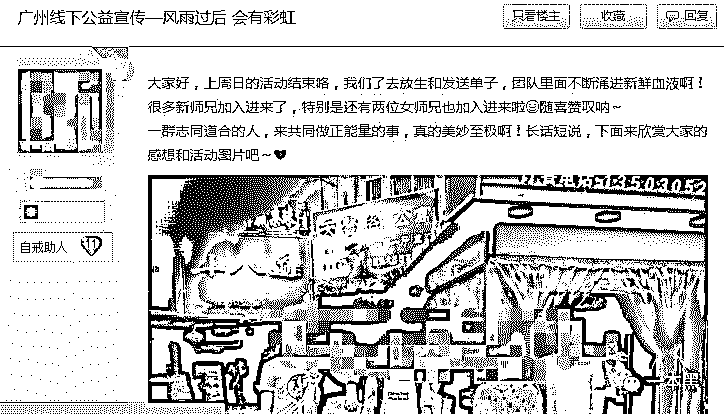 广州线下公益宣传—风雨过后 会有彩虹
只看楼主
收藏
回复
大家好，上周日的活动结束咯，我们了去放生和发送单子，团队里面不断涌进新鲜血液啊！
很多新师兄加入进来了，特别是还有两位女师兄也加入进来啦😊随喜赞叹呐~
一群志同道合的人，来共同做正能量的事，真的美妙至极啊！长话短说，下面来欣赏大家的
感想和活动图片吧~❤
自戒助人 11